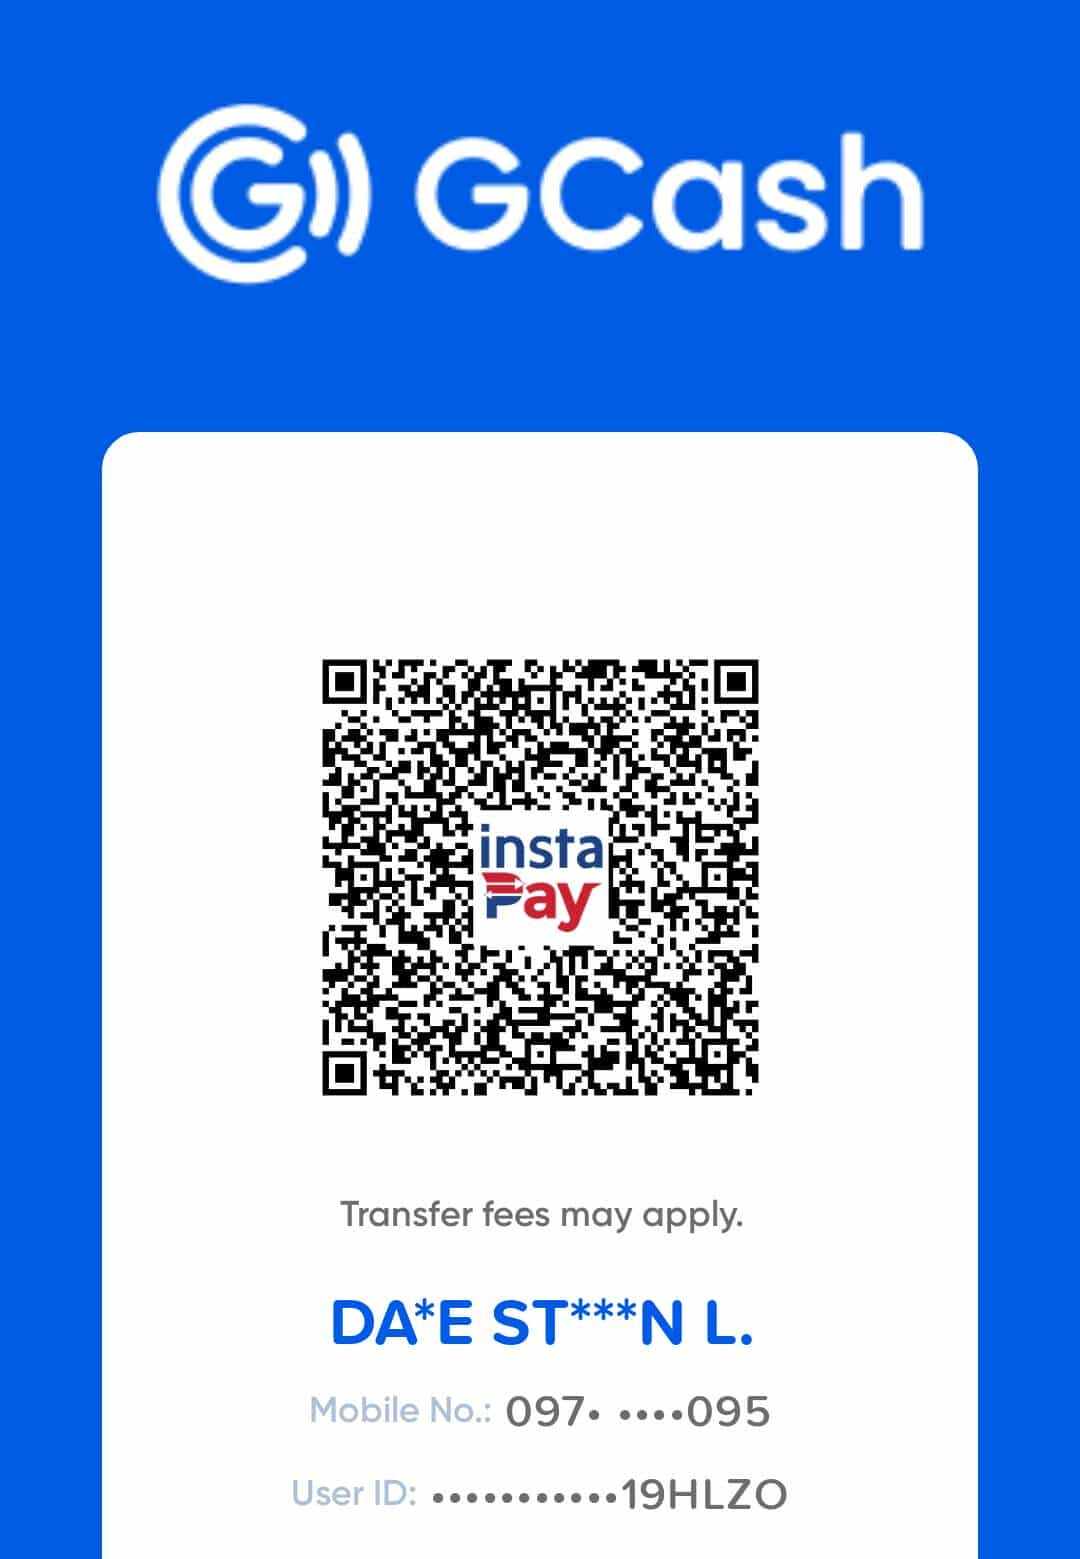 GCash
insta
Pay
Transfer fees may apply.
DA*E ST***N L.
Mobile No.: 097• ••••095
User ID: •••••••••••19HLZO